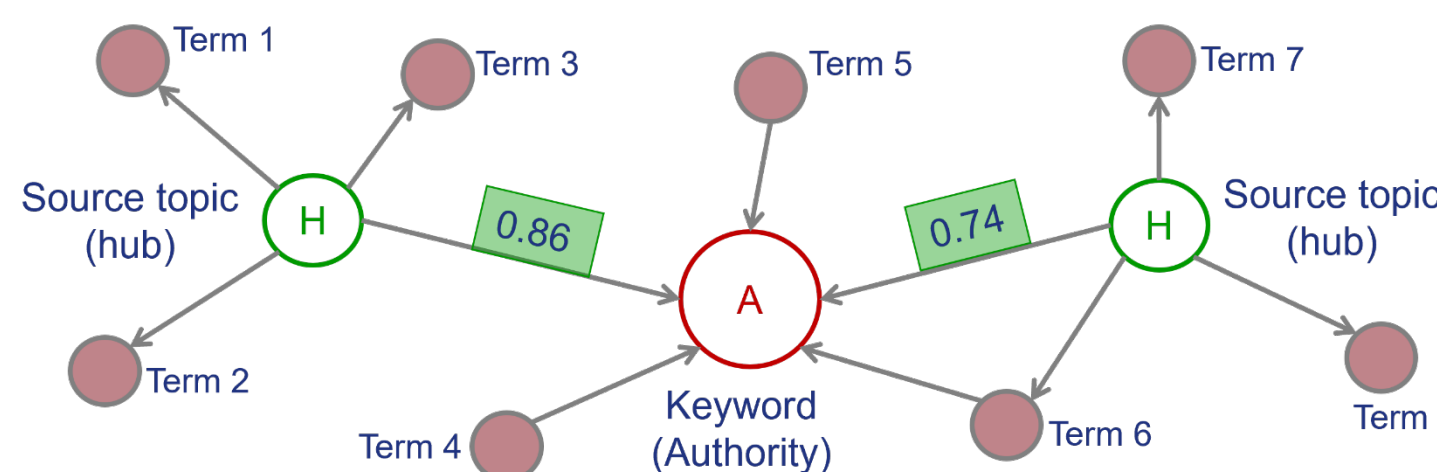 Term 1
Term 3
Term 5
Term 7
Source topic
(hub)
H
0.86
0.74
H
Source topic
(hub)
A
Term 2
Keyword
(Authority)
Term 4
Term 6
Term